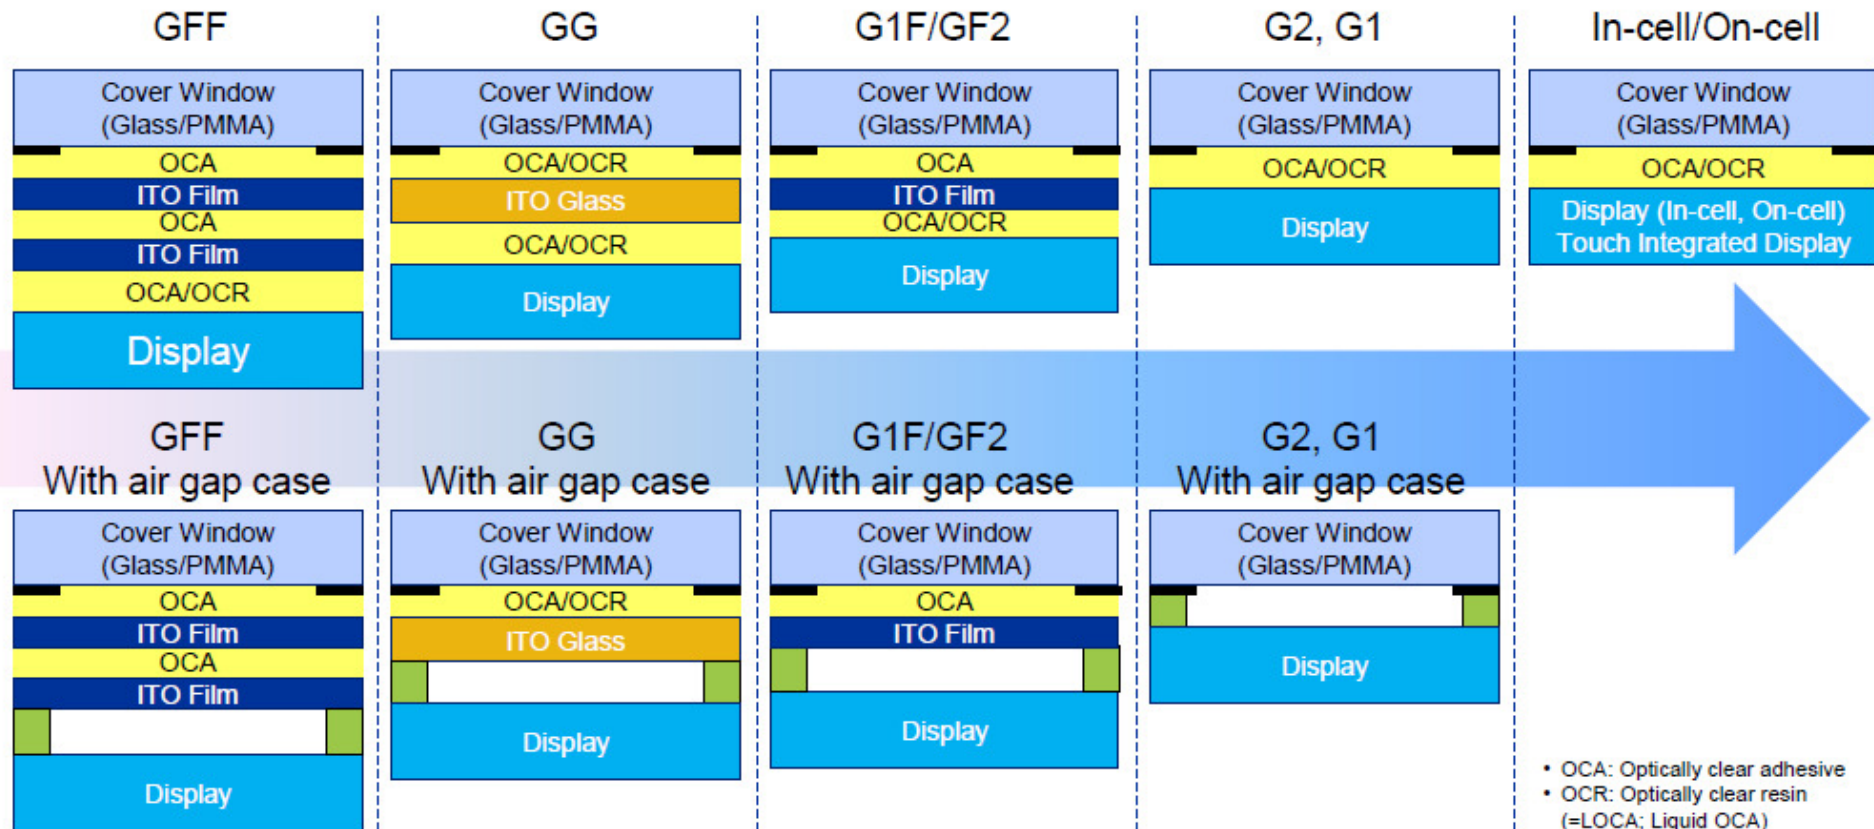 GFF
GG
G1F/GF2
G2, G1
In-cell/On-cell
Cover Window
(Glass/PMMA)
OCA
ITO Film
OCA
ITO Film
OCA/OCR
Display
Cover Window
(Glass/PMMA)
OCA/OCR
ITO Glass
OCA/OCR
Display
Cover Window
(Glass/PMMA)
OCA
ITO Film
OCA/OCR
Display
Cover Window
(Glass/PMMA)
OCA/OCR
Display
Cover Window
(Glass/PMMA)
OCA/OCR
Display (In-cell, On-cell)
Touch Integrated Display
GFF
With air gap case
Cover Window
(Glass/PMMA)
OCA
ITO Film
OCA
ITO Film
Display
GG
With air gap case
Cover Window
(Glass/PMMA)
OCA/OCR
ITO Glass
Display
G1F/GF2
With air gap case
Cover Window
(Glass/PMMA)
OCA
ITO Film
Display
G2, G1
With air gap case
Cover Window
(Glass/PMMA)
Display
• OCA: Optically clear adhesive
• OCR: Optically clear resin
(=LOCA; Liquid OCA)